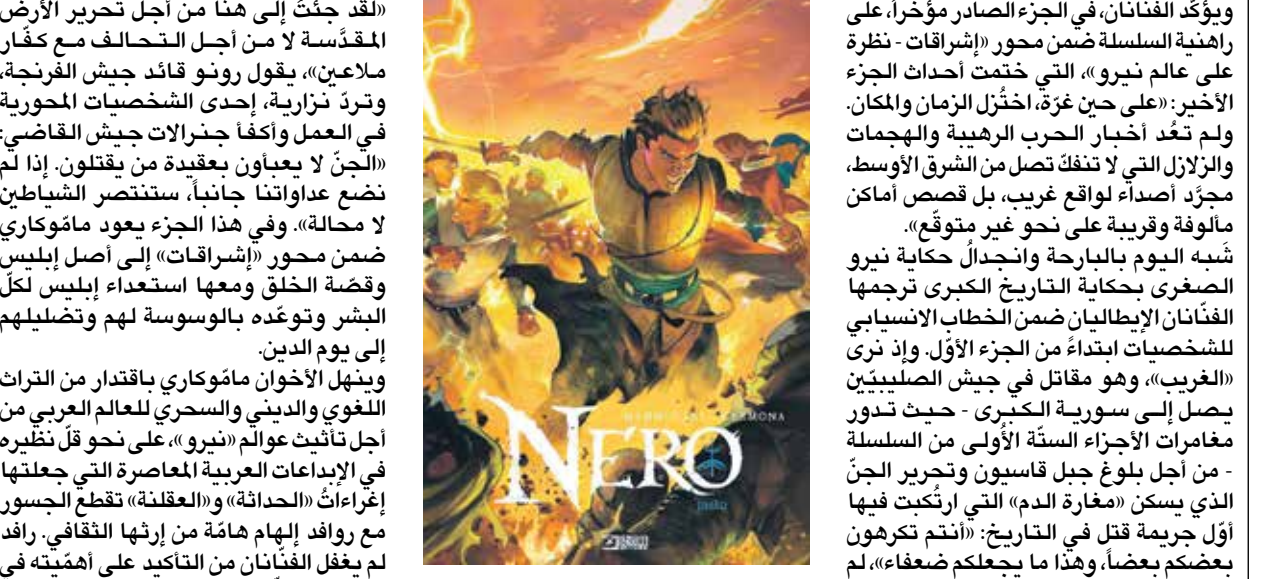 ويؤكّد الفنّانان، في الجزء الصادر مؤخراً، على
راهنية السلسلة ضمن محور «إشراقات - نظرة
على عالم نيرو»، التي ختمت أحداث الجزء
الأخير: «على حين غرّة، اختُزل الزمان والمكان.
ولم تعُد أخبار الحرب الرهيبة والهجمات
والزلازل التي لا تنفكّ تصل من الشرق الأوسط،
مجرَّد أصداء لواقع غريب، بل قصص أماكن
مألوفة وقريبة على نحو غير متوقّع».
شَبه اليوم بالبارحة وانجدالُ حكاية نيرو
الصغرى بحكاية التاريخ الكبرى ترجمها
الفنّانان الإيطاليان ضمن الخطاب الانسيابي
للشخصيات ابتداءً من الجزء الأوّل. وإذ نرى
«الغريب»، وهو مقاتل في جيش الصليبيّين
يصل إلى سورية الكبرى - حيث تدور
مغامرات الأجزاء الستّة الأُولى من السلسلة
- من أجل بلوغ جبل قاسيون وتحرير الجنّ
الذي يسكن «مغارة الدم» التي ارتُكبت فيها
أوّل جريمة قتل في التاريخ: «أنتم تكرهون
بعضكم بعضاً، وهذا ما يجعلكم ضعفاء»، لم
NERO
«لقد جئتُ إلى هنا من أجل تحرير الأرض
المقدَّسة لا من أجل التحالف مع كفّار
ملاعين»، يقول رونو قائد جيش الفرنجة،
وتردّ نزارية، إحدى الشخصيات المحورية
في العمل وأكفأ جنرالات جيش القاضي:
«الجنّ لا يعبأون بعقيدة من يقتلون. إذا لم
نضع عداواتنا جانباً، ستنتصر الشياطين
لا محالة». وفي هذا الجزء يعود مامّوكاري
ضمن محور «إشراقات» إلى أصل إبليس
وقصّة الخلق ومعها استعداء إبليس لكلّ
البشر وتوعّده بالوسوسة لهم وتضليلهم
إلى يوم الدين.
وينهل الأخوان مامّوكاري باقتدار من التراث
اللغوي والديني والسحري للعالم العربي من
أجل تأثيث عوالم «نيرو»، على نحو قلّ نظيره
في الإبداعات العربية المعاصرة التي جعلتها
إغراءاتُ «الحداثة» و«العقلنة» تقطع الجسور
مع روافد إلهام هامّة من إرثها الثقافي. رافد
لم يغفل الفنّانان من التأكيد على أهمّيته في